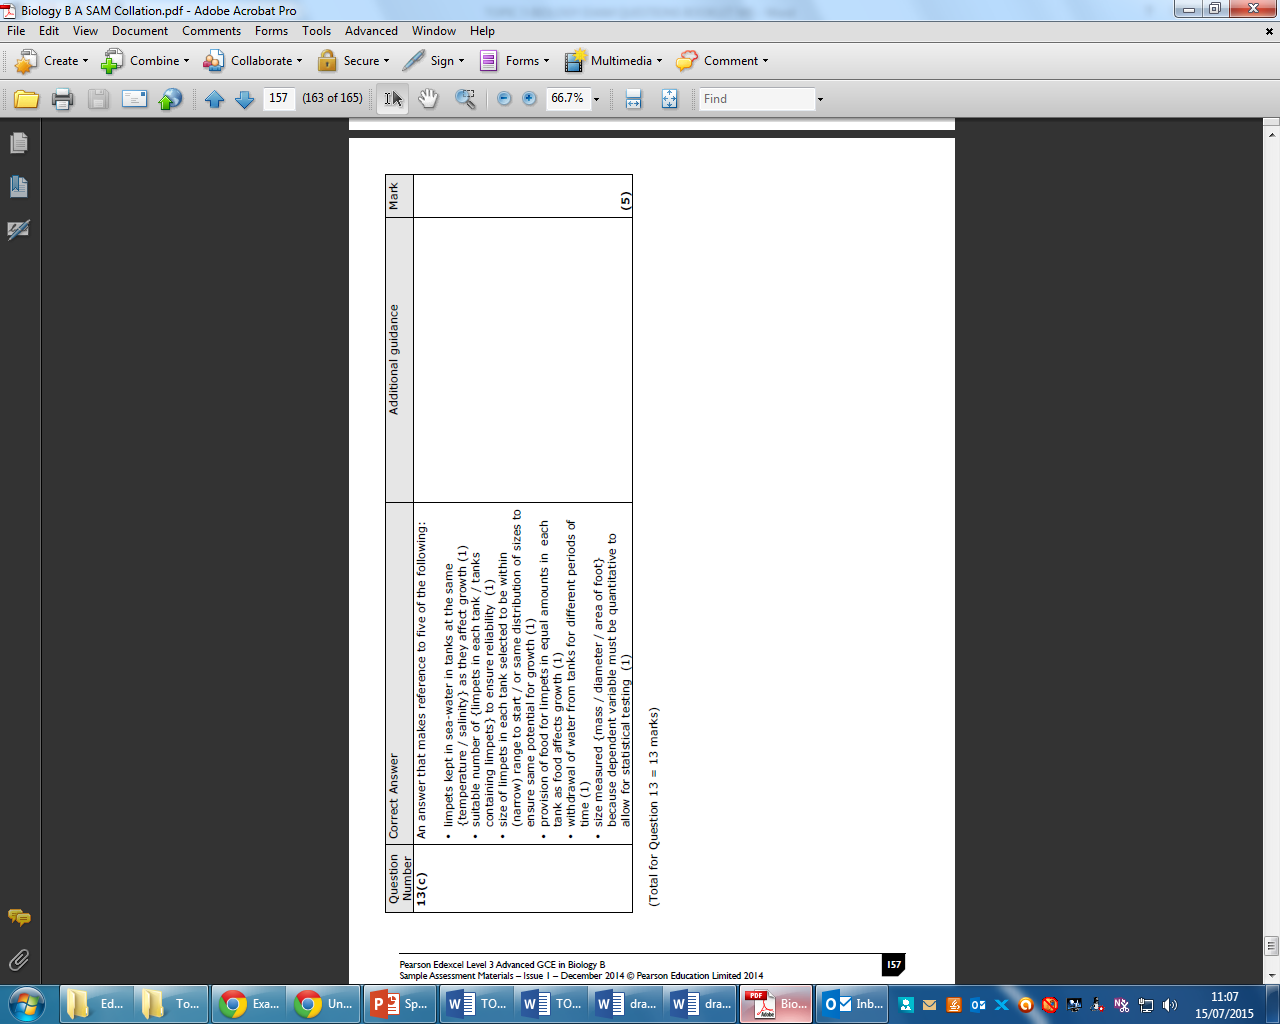 Biology B A SAM Collation.pdf - Adobe Acrobat Pro
File Edit View Document Comments Forms Tools Advanced Window Help
Create Combine Collaborate Secure Sign Forms Multimedia Comment
157 (163 of 165) 66.7% Find
Question Number
Correct Answer
Additional guidance
Mark
13(c)
An answer that makes reference to five of the following:
• limpets kept in sea-water in tanks at the same
{temperature / salinity} as they affect growth (1)
• suitable number of {limpets in each tank / tanks
containing limpets} to ensure reliability (1)
• size of limpets in each tank selected to be within
(narrow) range to start / or same distribution of sizes to
ensure same potential for growth (1)
• provision of food for limpets in equal amounts in each
tank as food affects growth (1)
• withdrawal of water from tanks for different periods of
time (1)
• size measured {mass / diameter / area of foot}
because dependent variable must be quantitative to
allow for statistical testing (1)
(5)
(Total for Question 13 = 13 marks)
Pearson Edexcel Level 3 Advanced GCE in Biology B
Sample Assessment Materials – Issue 1 – December 2014 © Pearson Education Limited 2014
157
Ed... To... Exa... Un... Sp... TO... TO... dra... dra... Bio... Inb...
11:07
15/07/2015